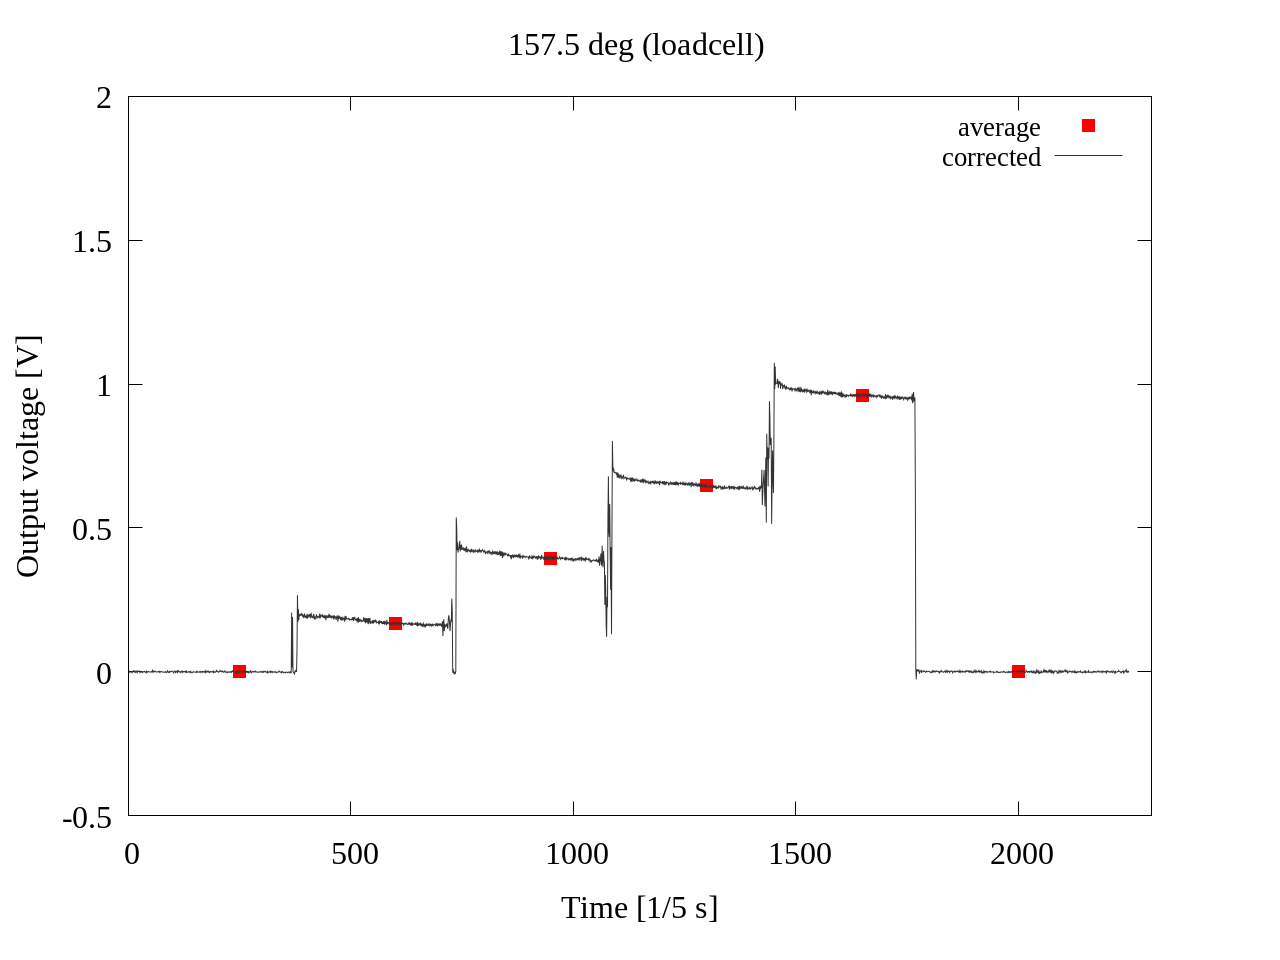 157.5 deg (loadcell)
average
corrected
2
1.5
1
0.5
0
-0.5
Output voltage [V]
0 500 1000 1500 2000
Time [1/5 s]